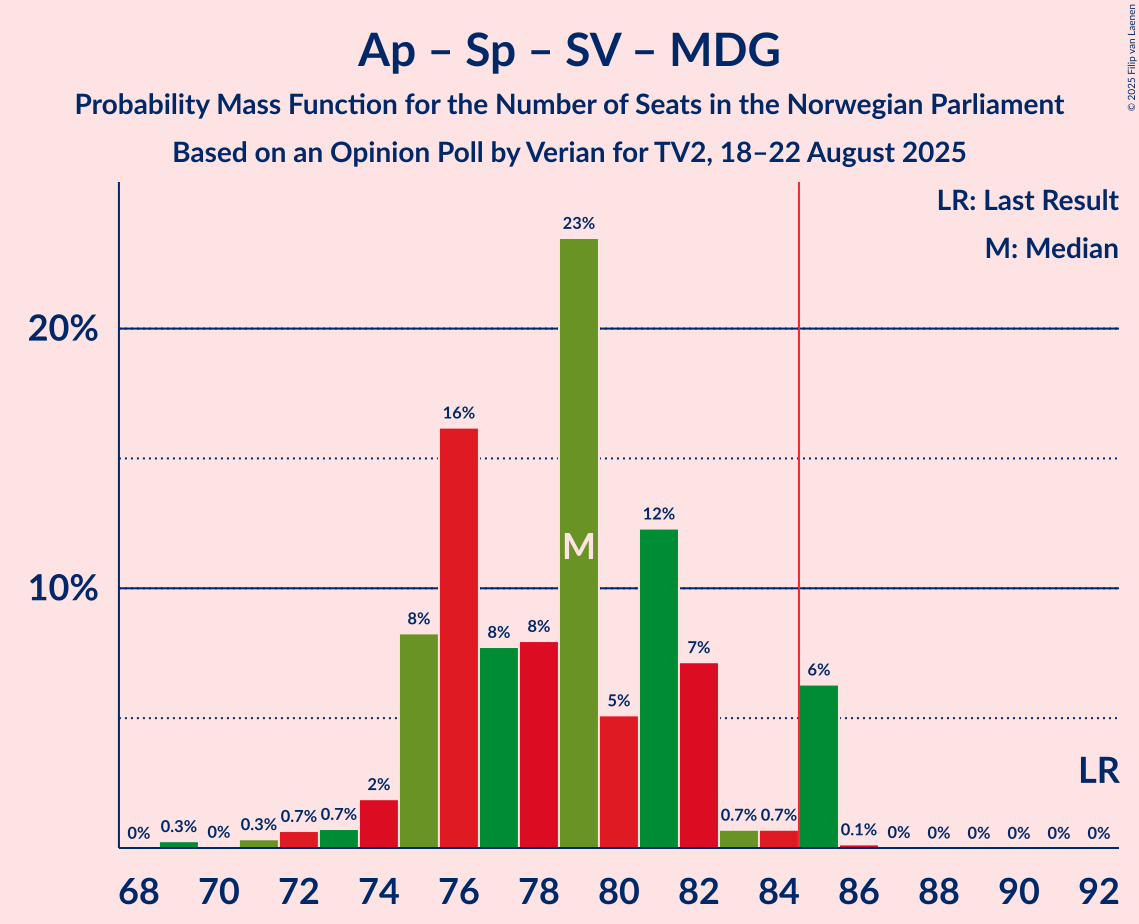 Ap – Sp – SV – MDG
Probability Mass Function for the Number of Seats in the Norwegian Parliament
Based on an Opinion Poll by Verian for TV2, 18–22 August 2025
© 2025 Filip van Laenen
LR: Last Result
M: Median
20%
10%
0% 0.3% 0% 0.3% 0.7% 0.7% 2% 8% 16% 8% 8% 23% 5% 12% 7% 0.7% 0.7% 6% 0.1% 0% 0% 0% 0% 0% 0%
M
LR
68 70 72 74 76 78 80 82 84 86 88 90 92